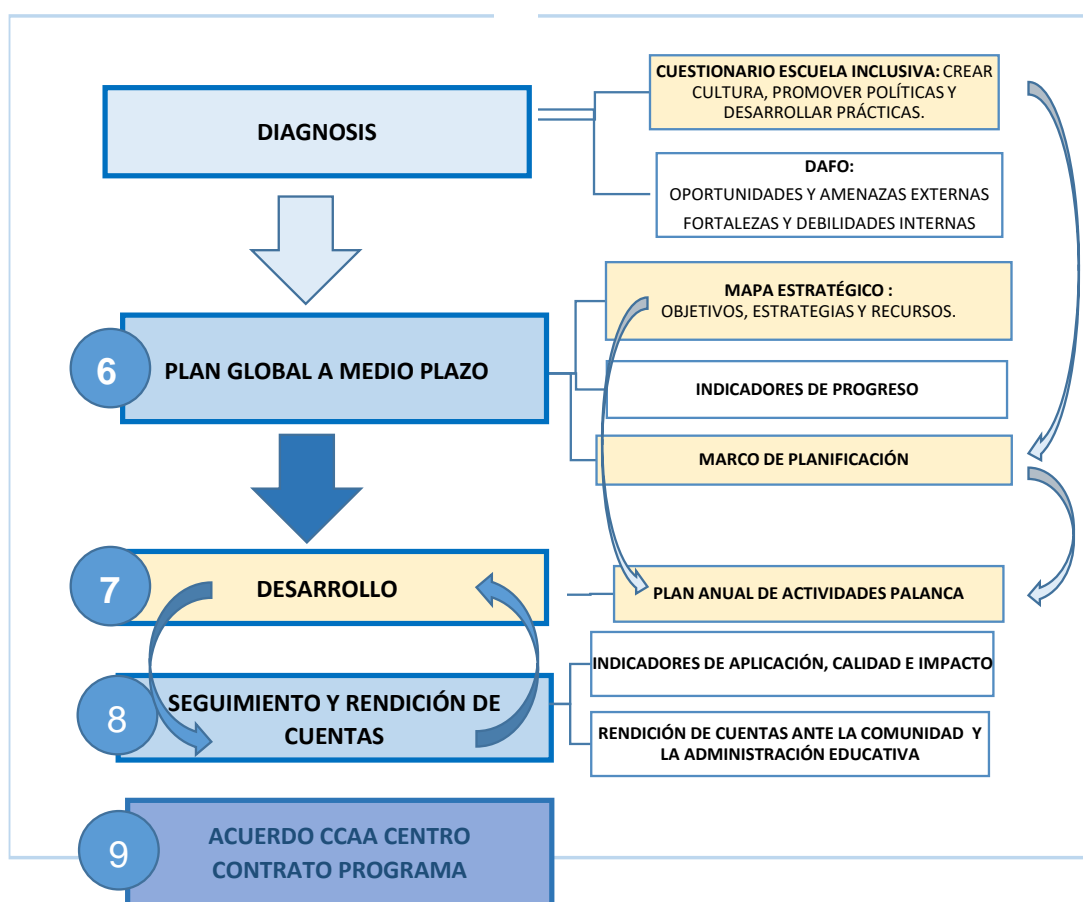 DIAGNOSIS
CUESTIONARIO ESCUELA INCLUSIVA: CREAR
CULTURA, PROMOVER POLÍTICAS Y
DESARROLLAR PRÁCTICAS.
DAFO:
OPORTUNIDADES Y AMENAZAS EXTERNAS
FORTALEZAS Y DEBILIDADES INTERNAS
6
PLAN GLOBAL A MEDIO PLAZO
MAPA ESTRATÉGICO :
OBJETIVOS, ESTRATEGIAS Y RECURSOS.
INDICADORES DE PROGRESO
MARCO DE PLANIFICACIÓN
7
DESARROLLO
PLAN ANUAL DE ACTIVIDADES PALANCA
8
SEGUIMIENTO Y RENDICIÓN DE
CUENTAS
INDICADORES DE APLICACIÓN, CALIDAD E IMPACTO
RENDICIÓN DE CUENTAS ANTE LA COMUNIDAD Y
LA ADMINISTRACIÓN EDUCATIVA
9
ACUERDO CCAA CENTRO
CONTRATO PROGRAMA